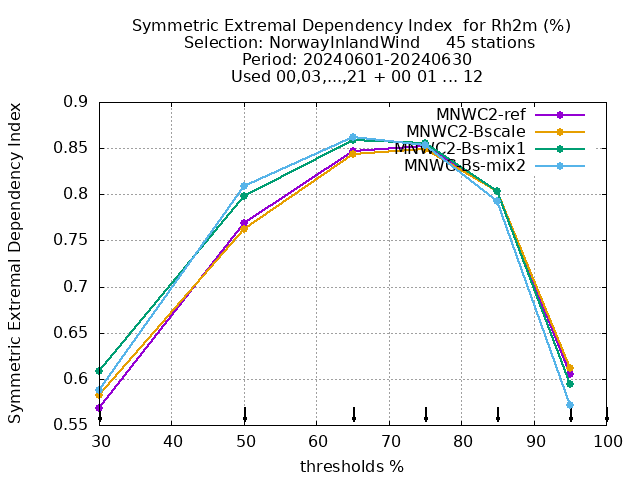 Symmetric Extremal Dependency Index  for Rh2m (%)
Selection: NorwayInlandWind     45 stations
Period: 20240601-20240630
Used 00,03,...,21 + 00 01 ... 12
Symmetric Extremal Dependency Index
0.9
0.85
0.8
0.75
0.7
0.65
0.6
0.55
MNWC2-ref
MNWC2-Bscale
MNWC2-Bs-mix1
MNWC-Bs-mix2
30 40 50 60 70 80 90 100
thresholds %